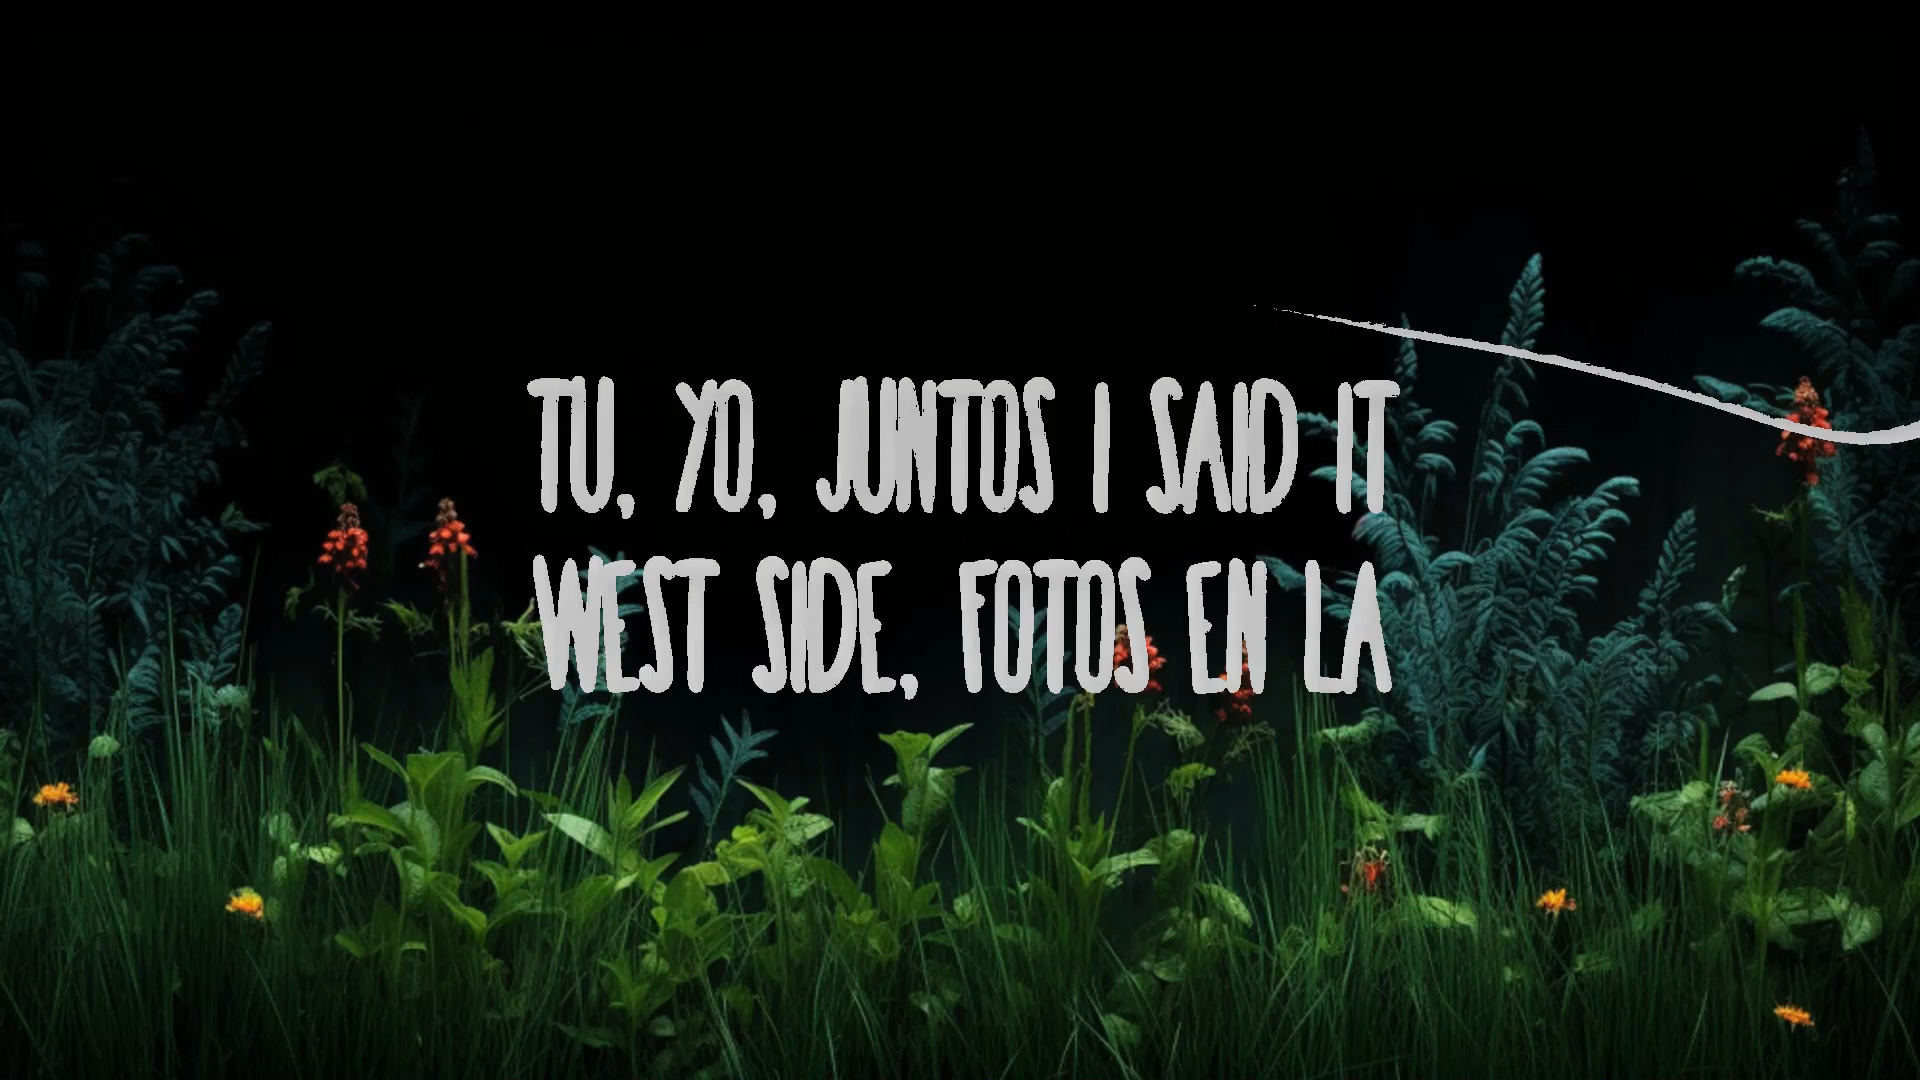 TU, YO, JUNTOS I SAID IT
WEST SIDE, FOTOS EN LA